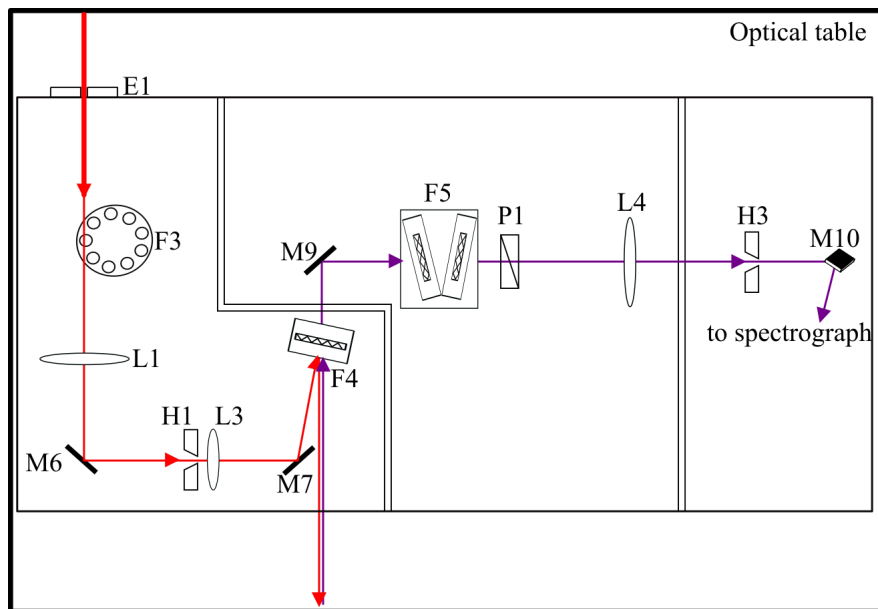 Optical table
E1
F5
P1
L4
H3
F3
M9
M10
to spectrograph
L1
F4
H1
L3
M6
M7